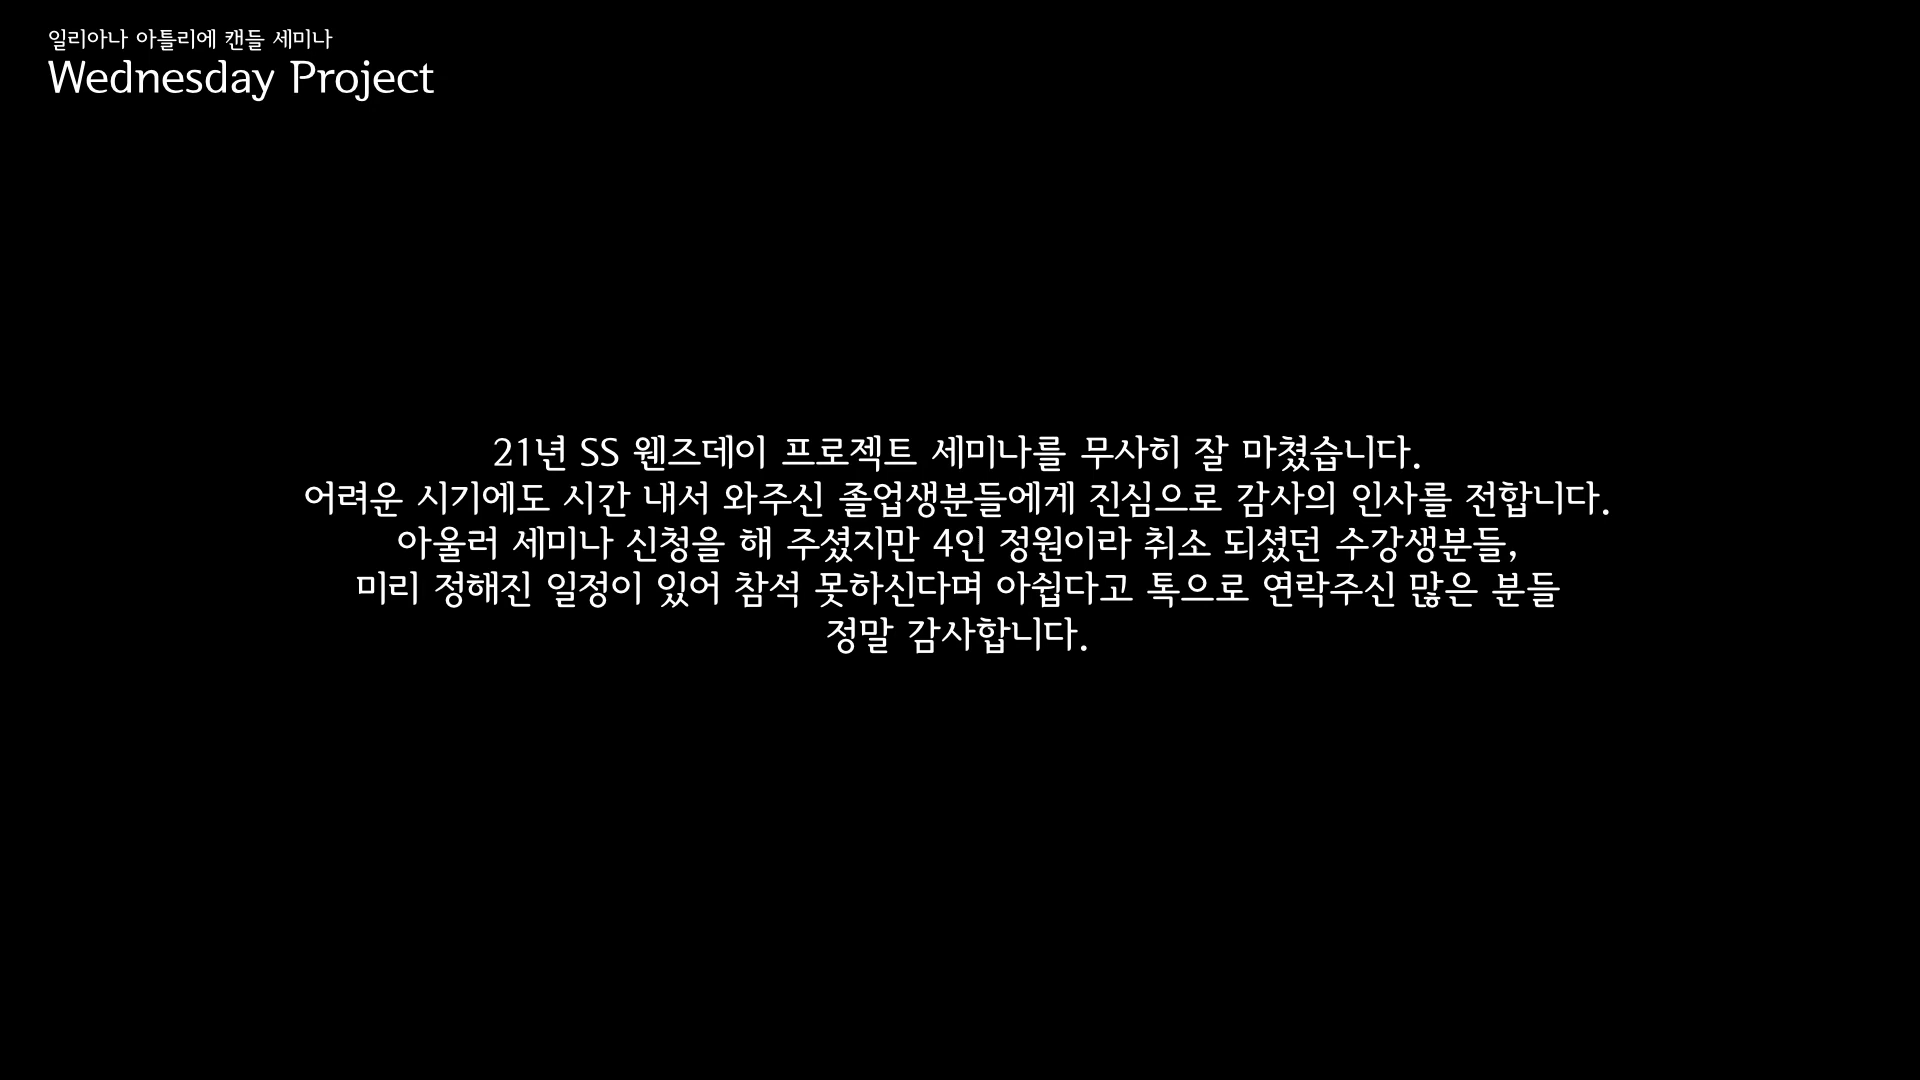 일리아나 아틀리에 캔들 세미나
Wednesday Project
21년 SS 웬즈데이 프로젝트 세미나를 무사히 잘 마쳤습니다.
어려운 시기에도 시간 내서 와주신 졸업생분들에게 진심으로 감사의 인사를 전합니다.
아울러 세미나 신청을 해 주셨지만 4인 정원이라 취소 되셨던 수강생분들,
미리 정해진 일정이 있어 참석 못하신다며 아쉽다고 톡으로 연락주신 많은 분들
정말 감사합니다.